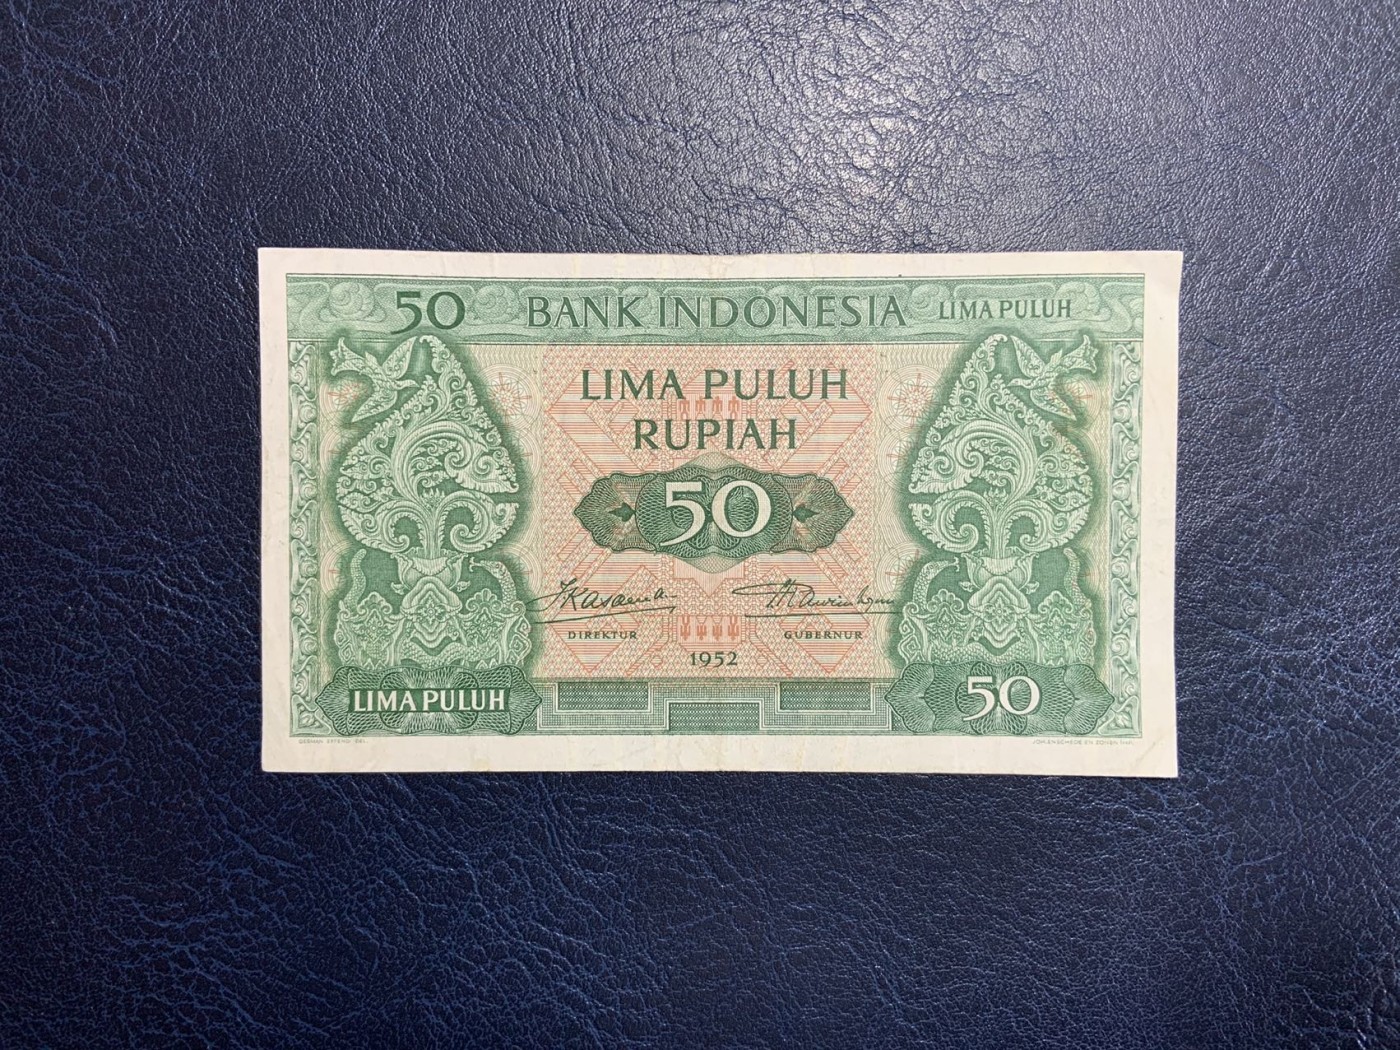 50 BANK INDONESIA LIMA PULUH
LIMA PULUH
RUPIAH
50
DIREKTUR GUBERNUR
1952
LIMA PULUH 50